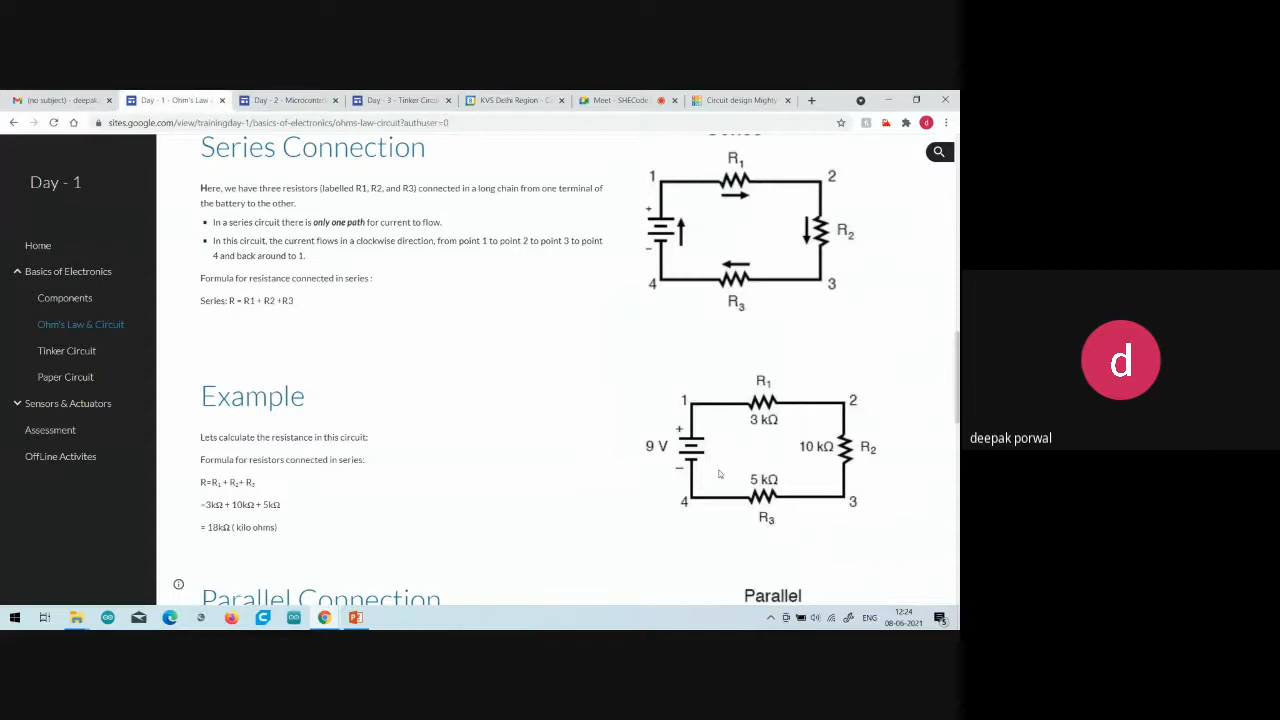 (no subject) - deepak
Day - 1 - Ohm's Law &
Day - 2 - Microcontr
Day - 3 - Tinker Circu
KVS Delhi Region - C
Meet - SHECode
Circuit design Mighty
sites.google.com/view/trainingday-1/basics-of-electronics/ohms-law-circuit?authuser=0
d
Day - 1
Home
Basics of Electronics
Components
Ohm's Law & Circuit
Tinker Circuit
Paper Circuit
Sensors & Actuators
Assessment
OffLine Activites
Series Connection
Here, we have three resistors (labelled R1, R2, and R3) connected in a long chain from one terminal of
the battery to the other.
In a series circuit there is only one path for current to flow.
In this circuit, the current flows in a clockwise direction, from point 1 to point 2 to point 3 to point
4 and back around to 1.
Formula for resistance connected in series :
Series: R = R1 + R2 +R3
Series
R1
1
2
+
R2
−
4
3
R3
Example
Lets calculate the resistance in this circuit:
Formula for resistors connected in series:
R=R1 + R2+ R3
=3kΩ + 10kΩ + 5kΩ
= 18kΩ ( kilo ohms)
R1
1
2
3 kΩ
+
9 V
10 kΩ
R2
−
5 kΩ
4
3
R3
Parallel Connection
Parallel
ENG
12:24
08-06-2021
5
d
deepak porwal